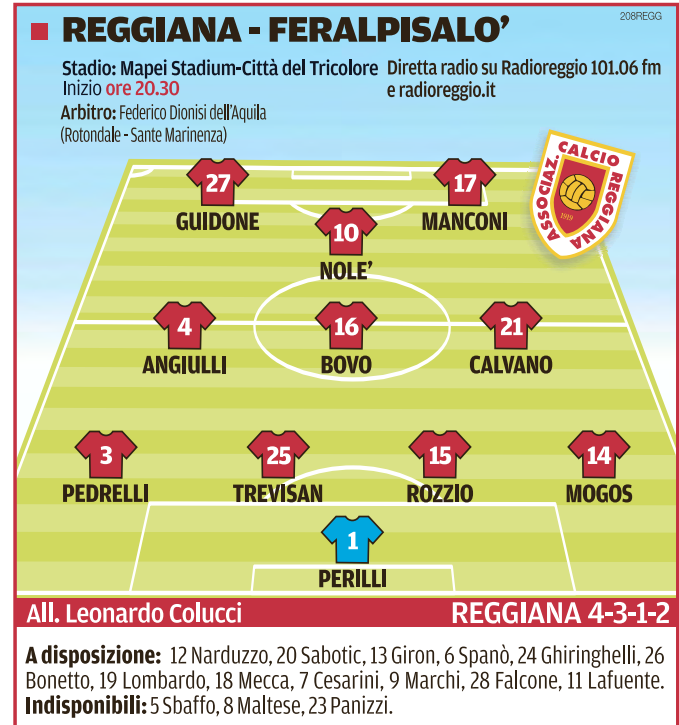 208REGG
REGGIANA - FERALPISALO’
Stadio: Mapei Stadium-Città del Tricolore
Inizio ore 20.30
Arbitro: Federico Dionisi dell'Aquila
(Rotondale - Sante Marinenza)
Diretta radio su Radioreggio 101.06 fm
e radioreggio.it
ASSOCIAZ. CALCIO REGGIANA
1919
27
GUIDONE
17
MANCONI
10
NOLE’
4
ANGIULLI
16
BOVO
21
CALVANO
3
PEDRELLI
25
TREVISAN
15
ROZZIO
14
MOGOS
1
PERILLI
All. Leonardo Colucci
REGGIANA 4-3-1-2
A disposizione: 12 Narduzzo, 20 Sabotic, 13 Giron, 6 Spanò, 24 Ghiringhelli, 26
Bonetto, 19 Lombardo, 18 Mecca, 7 Cesarini, 9 Marchi, 28 Falcone, 11 Lafuente.
Indisponibili: 5 Sbaffo, 8 Maltese, 23 Panizzi.